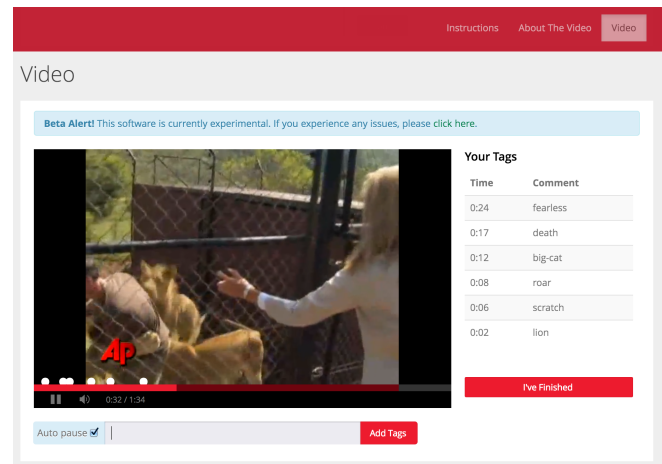 Instructions About The Video Video
Video
Beta Alert! This software is currently experimental. If you experience any issues, please click here.
Your Tags
Time Comment
0:24 fearless
0:17 death
0:12 big-cat
0:08 roar
0:06 scratch
0:02 lion
AP
I've Finished
0:32 / 1:34
Auto pause Add Tags